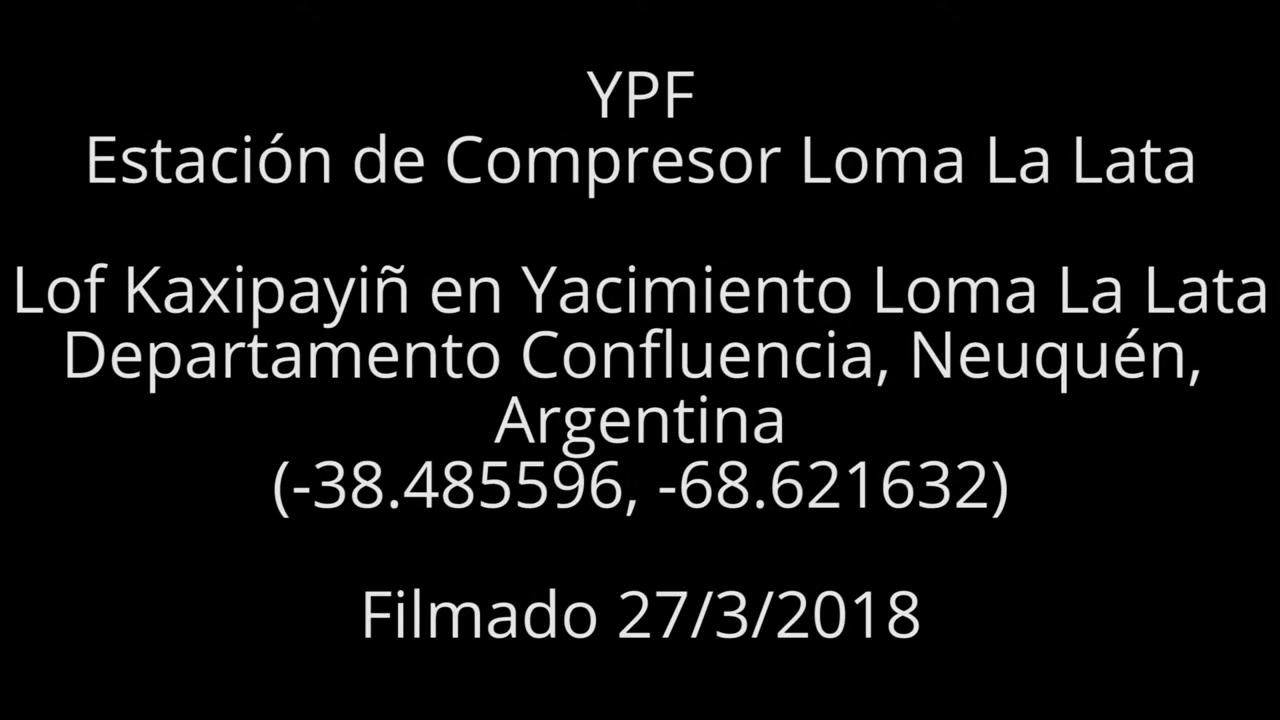 YPF
Estación de Compresor Loma La Lata
Lof Kaxipayiñ en Yacimiento Loma La Lata
Departamento Confluencia, Neuquén,
Argentina
(-38.485596, -68.621632)
Filmado 27/3/2018